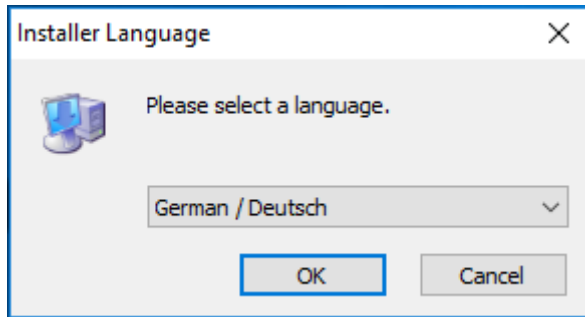 Installer Language
Please select a language.
German / Deutsch
OK
Cancel